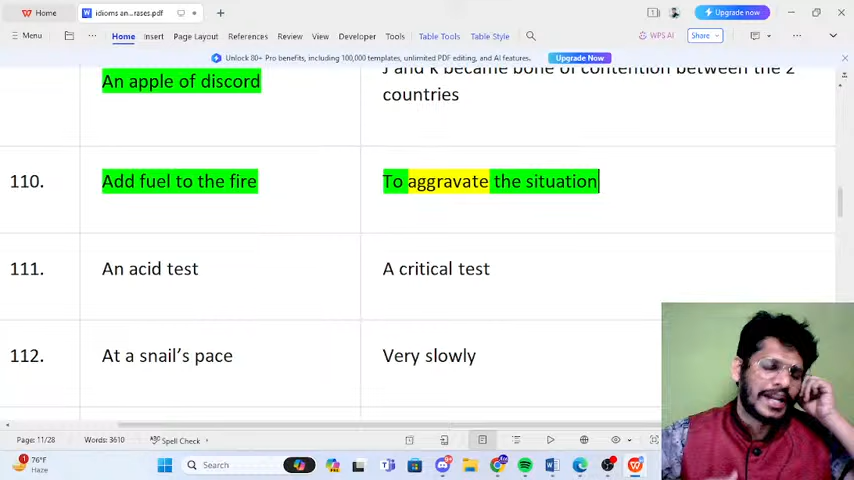 Home
idioms an...rases.pdf
Upgrade now
Menu
Home Insert Page Layout References Review View Developer Tools Table Tools Table Style
WPS AI
Share
Unlock 80+ Pro benefits, including 100,000 templates, unlimited PDF editing, and AI features. Upgrade Now
An apple of discord
J and K became bone of contention between the 2
countries
110. Add fuel to the fire To aggravate the situation
111. An acid test A critical test
112. At a snail's pace Very slowly
Page: 11/28 Words: 3610 Spell Check
76°F
Haze
Search